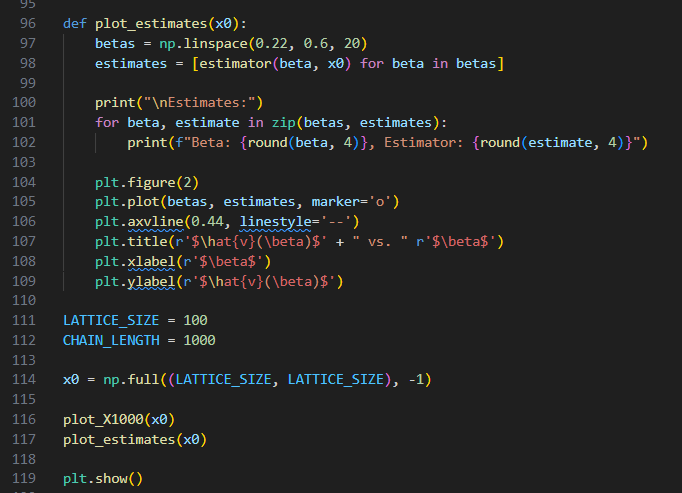 95
96 def plot_estimates(x0):
97     betas = np.linspace(0.22, 0.6, 20)
98     estimates = [estimator(beta, x0) for beta in betas]
99
100     print("\nEstimates:")
101     for beta, estimate in zip(betas, estimates):
102         print(f"Beta: {round(beta, 4)}, Estimator: {round(estimate, 4)}")
103
104     plt.figure(2)
105     plt.plot(betas, estimates, marker='o')
106     plt.axvline(0.44, linestyle='--')
107     plt.title(r'$\hat{v}(\beta)$' + " vs. " r'$\beta$')
108     plt.xlabel(r'$\beta$')
109     plt.ylabel(r'$\hat{v}(\beta)$')
110
111 LATTICE_SIZE = 100
112 CHAIN_LENGTH = 1000
113
114 x0 = np.full((LATTICE_SIZE, LATTICE_SIZE), -1)
115
116 plot_X1000(x0)
117 plot_estimates(x0)
118
119 plt.show()